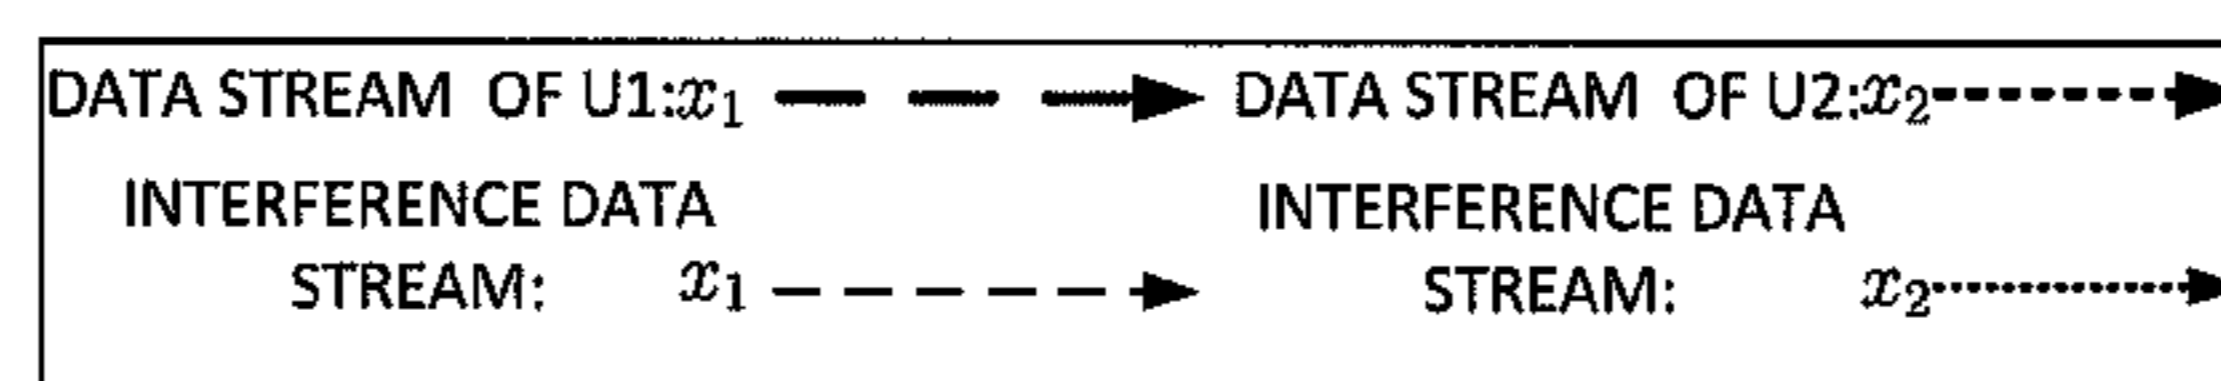 DATA STREAM OF U1:x₁ DATA STREAM OF U2:x₂
INTERFERENCE DATA INTERFERENCE DATA
STREAM: x₁ STREAM: x₂